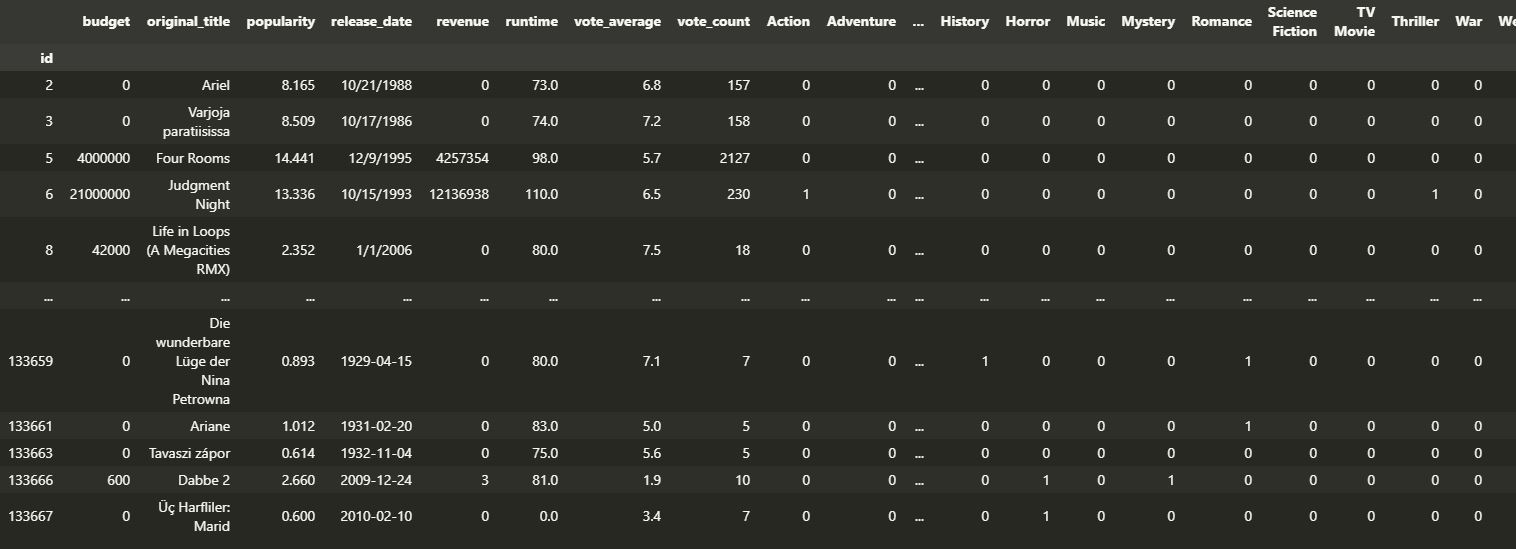 budget original_title popularity release_date revenue runtime vote_average vote_count Action Adventure ... History Horror Music Mystery Romance Science Fiction TV Movie Thriller War We
id
2 0 Ariel 8.165 10/21/1988 0 73.0 6.8 157 0 0 ... 0 0 0 0 0 0 0 0 0
3 0 Varjoja paratiisissa 8.509 10/17/1986 0 74.0 7.2 158 0 0 ... 0 0 0 0 0 0 0 0 0
5 4000000 Four Rooms 14.441 12/9/1995 4257354 98.0 5.7 2127 0 0 ... 0 0 0 0 0 0 0 0 0
6 21000000 Judgment Night 13.336 10/15/1993 12136938 110.0 6.5 230 1 0 ... 0 0 0 0 0 0 0 1 0
8 42000 Life in Loops (A Megacities RMX) 2.352 1/1/2006 0 80.0 7.5 18 0 0 ... 0 0 0 0 0 0 0 0 0
... ... ... ... ... ... ... ... ... ... ... ... ... ... ... ... ... ... ... ... ...
133659 0 Die wunderbare Lüge der Nina Petrowna 0.893 1929-04-15 0 80.0 7.1 7 0 0 ... 1 0 0 0 1 0 0 0 0
133661 0 Ariane 1.012 1931-02-20 0 83.0 5.0 5 0 0 ... 0 0 0 0 1 0 0 0 0
133663 0 Tavaszi zápor 0.614 1932-11-04 0 75.0 5.6 5 0 0 ... 0 0 0 0 0 0 0 0 0
133666 600 Dabbe 2 2.660 2009-12-24 3 81.0 1.9 10 0 0 ... 0 1 0 1 0 0 0 0 0
133667 0 Üç Harfliler: Marid 0.600 2010-02-10 0 0.0 3.4 7 0 0 ... 0 1 0 0 0 0 0 0 0